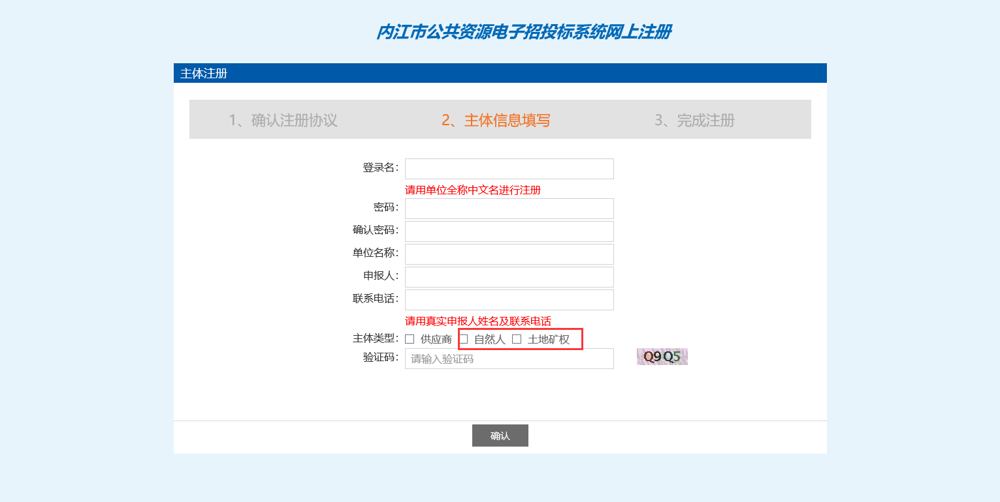 内江市公共资源电子招投标系统网上注册
主体注册
1、确认注册协议 2、主体信息填写 3、完成注册
登录名：
请用单位全称中文名进行注册
密码：
确认密码：
单位名称：
申报人：
联系电话：
请用真实申报人姓名及联系电话
主体类型： 供应商 自然人 土地矿权
验证码： 请输入验证码 Q9Q5
确认